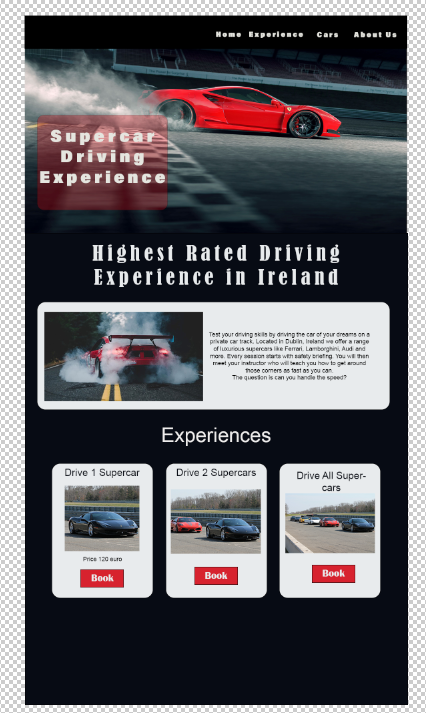 Home Experience Cars About Us
Supercar
Driving
Experience
Highest Rated Driving
Experience in Ireland
Test your driving skills by driving the car of your dreams on a
private car track. Located in Dublin, Ireland we offer a range
of luxurious supercars like Ferrari, Lamborghini, Audi and
more. Every session starts with safety briefing. You will then
meet your instructor who will teach you how to get around
those corners as fast as you can.
The question is can you handle the speed?
Experiences
Drive 1 Supercar
Price 120 euro
Book
Drive 2 Supercars
Book
Drive All Super-
cars
Book